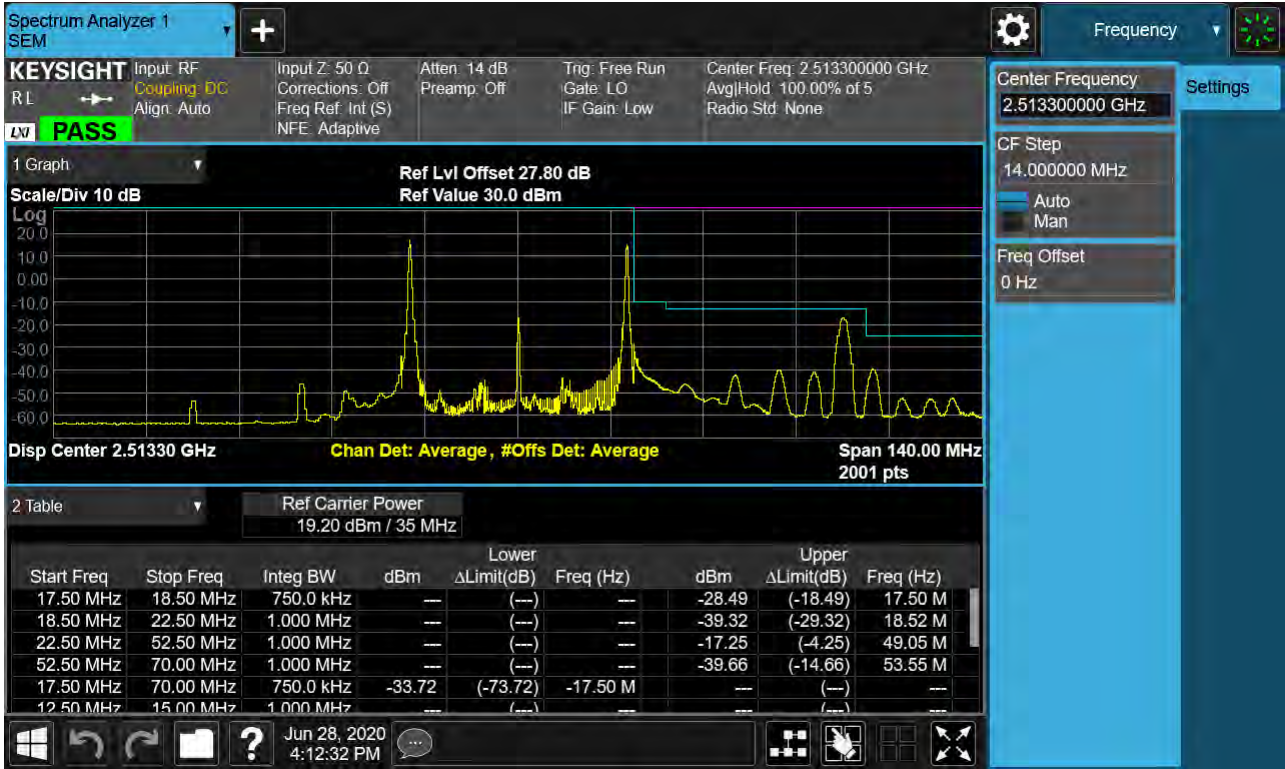 Spectrum Analyzer 1
SEM
Frequency
KEYSIGHT
R L
LXI
PASS
Input: RF
Coupling: DC
Align: Auto
Input Z: 50 Ω
Corrections: Off
Freq Ref: Int (S)
NFE: Adaptive
Atten: 14 dB
Preamp: Off
Trig: Free Run
Gate: LO
IF Gain: Low
Center Freq: 2.513300000 GHz
Avg|Hold: 100.00% of 5
Radio Std: None
Center Frequency
2.513300000 GHz
Settings
CF Step
14.000000 MHz
Auto
Man
Freq Offset
0 Hz
1 Graph
Scale/Div 10 dB
Ref Lvl Offset 27.80 dB
Ref Value 30.0 dBm
Log
20.0
10.0
0.00
-10.0
-20.0
-30.0
-40.0
-50.0
-60.0
Disp Center 2.51330 GHz
Chan Det: Average , #Offs Det: Average
Span 140.00 MHz
2001 pts
2 Table
Ref Carrier Power
19.20 dBm / 35 MHz
Lower Upper
Start Freq Stop Freq Integ BW dBm ΔLimit(dB) Freq (Hz) dBm ΔLimit(dB) Freq (Hz)
17.50 MHz 18.50 MHz 750.0 kHz --- (---) --- -28.49 (-18.49) 17.50 M
18.50 MHz 22.50 MHz 1.000 MHz --- (---) --- -39.32 (-29.32) 18.52 M
22.50 MHz 52.50 MHz 1.000 MHz --- (---) --- -17.25 (-4.25) 49.05 M
52.50 MHz 70.00 MHz 1.000 MHz --- (---) --- -39.66 (-14.66) 53.55 M
17.50 MHz 70.00 MHz 750.0 kHz -33.72 (-73.72) -17.50 M --- (---) ---
12.50 MHz 15.00 MHz 1.000 MHz --- (---) --- --- (---) ---
Jun 28, 2020
4:12:32 PM